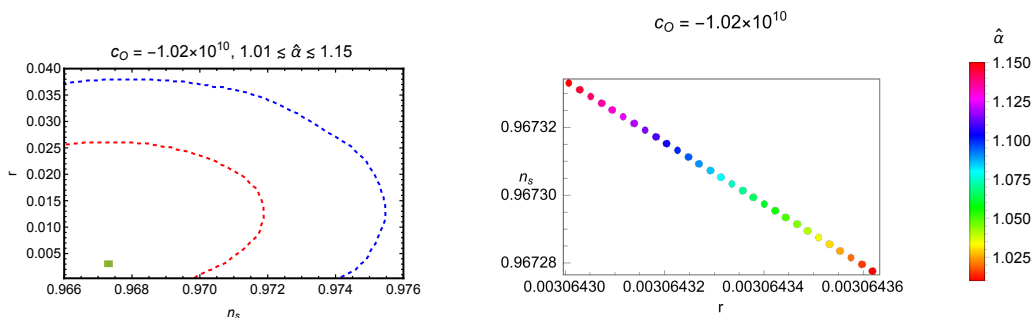 c_O = −1.02×10^10, 1.01 ≲ α̂ ≲ 1.15
0.040
0.035
0.030
0.025
0.020
0.015
0.010
0.005
r
0.966 0.968 0.970 0.972 0.974 0.976
n_s
c_O = −1.02×10^10
0.96732
0.96730
0.96728
n_s
0.00306430 0.00306432 0.00306434 0.00306436
r
α̂
1.150
1.125
1.100
1.075
1.050
1.025